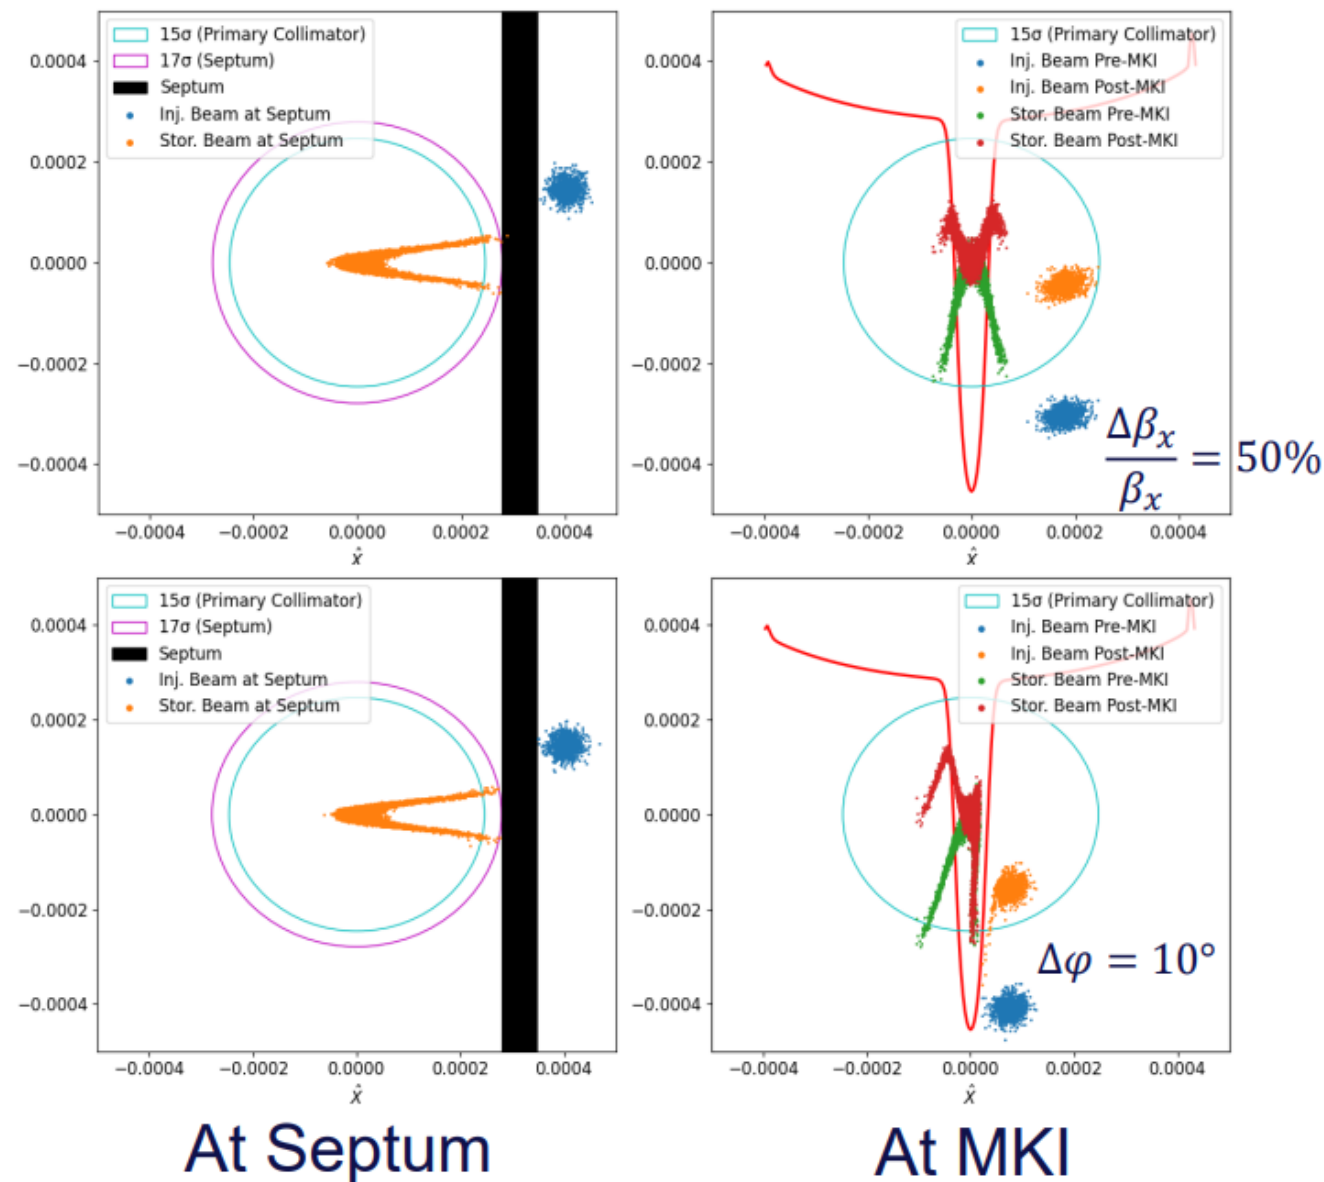 15σ (Primary Collimator)
17σ (Septum)
Septum
Inj. Beam at Septum
Stor. Beam at Septum
0.0004
0.0002
0.0000
−0.0002
−0.0004
−0.0004
−0.0002
0.0000
0.0002
0.0004
x̂
15σ (Primary Collimator)
Inj. Beam Pre-MKI
Inj. Beam Post-MKI
Stor. Beam Pre-MKI
Stor. Beam Post-MKI
0.0004
0.0002
0.0000
−0.0002
−0.0004
−0.0004
−0.0002
0.0000
0.0002
0.0004
x̂
Δβx/βx = 50%
15σ (Primary Collimator)
17σ (Septum)
Septum
Inj. Beam at Septum
Stor. Beam at Septum
0.0004
0.0002
0.0000
−0.0002
−0.0004
−0.0004
−0.0002
0.0000
0.0002
0.0004
x̂
15σ (Primary Collimator)
Inj. Beam Pre-MKI
Inj. Beam Post-MKI
Stor. Beam Pre-MKI
Stor. Beam Post-MKI
0.0004
0.0002
0.0000
−0.0002
−0.0004
−0.0004
−0.0002
0.0000
0.0002
0.0004
x̂
Δφ = 10°
At Septum
At MKI